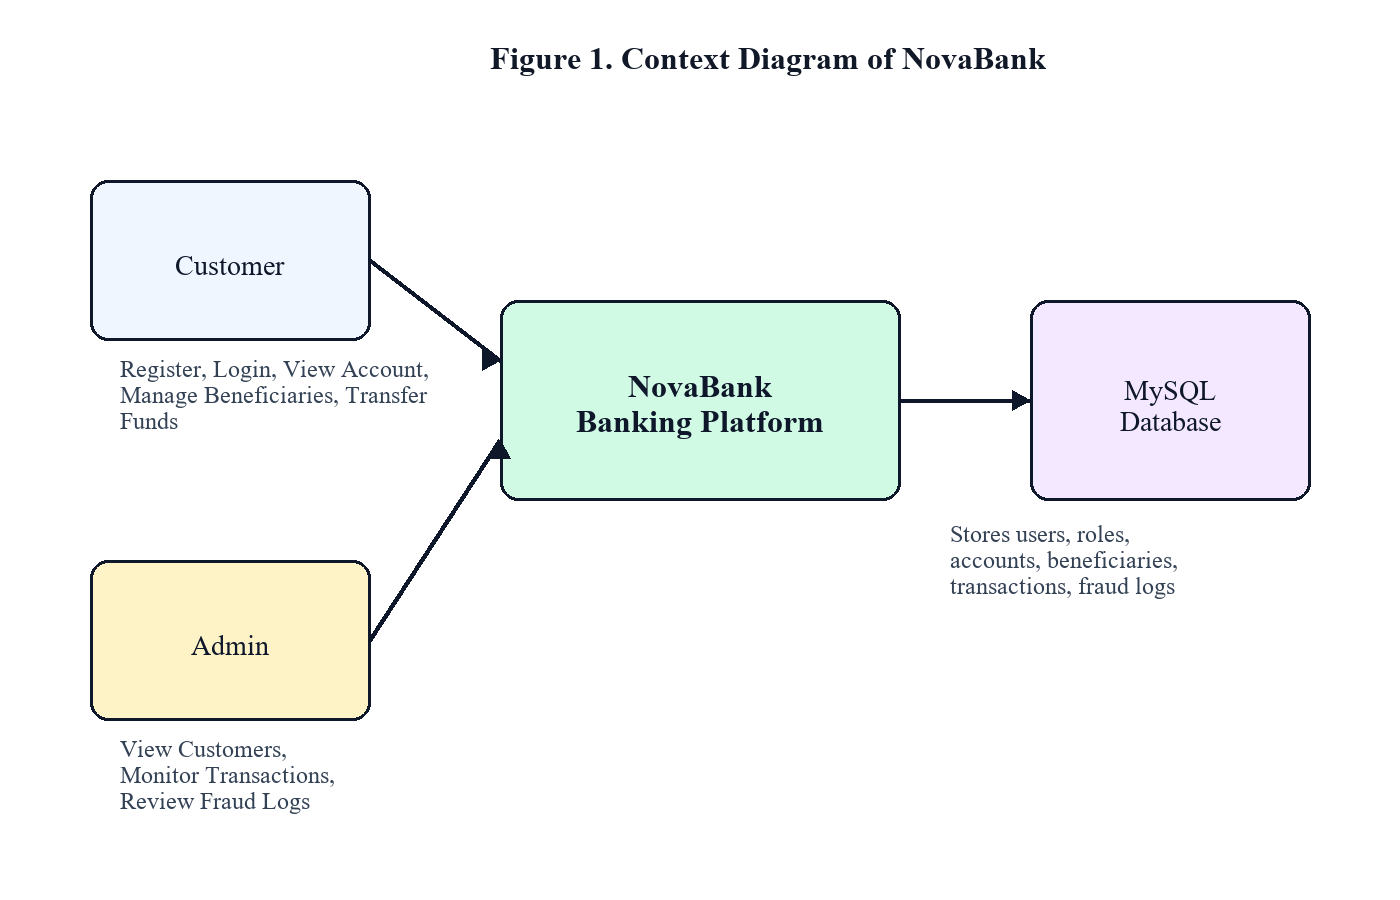 Figure 1. Context Diagram of NovaBank
Customer
Register, Login, View Account,
Manage Beneficiaries, Transfer
Funds
NovaBank
Banking Platform
MySQL
Database
Stores users, roles,
accounts, beneficiaries,
transactions, fraud logs
Admin
View Customers,
Monitor Transactions,
Review Fraud Logs